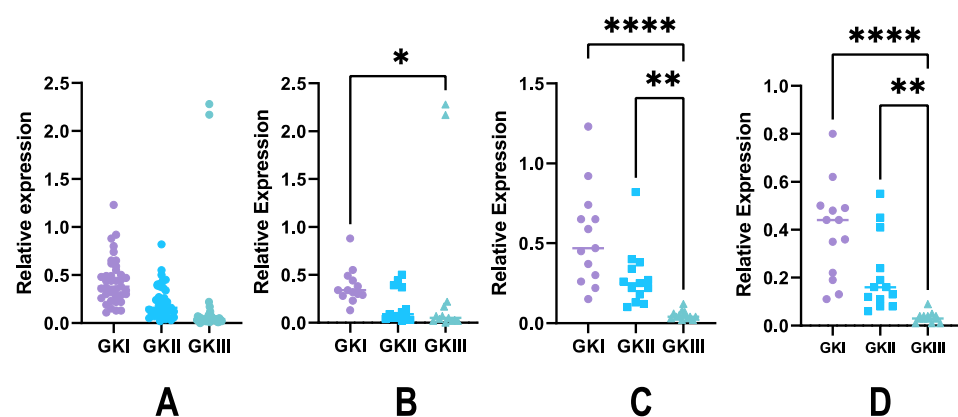 Relative expression
2.5
2.0
1.5
1.0
0.5
0.0
GKI GKII GKIII
A
*
Relative Expression
2.5
2.0
1.5
1.0
0.5
0.0
GKI GKII GKIII
B
****
**
Relative Expression
1.5
1.0
0.5
0.0
GKI GKII GKIII
C
****
**
Relative Expression
1.0
0.8
0.6
0.4
0.2
0.0
GKI GKII GKIII
D